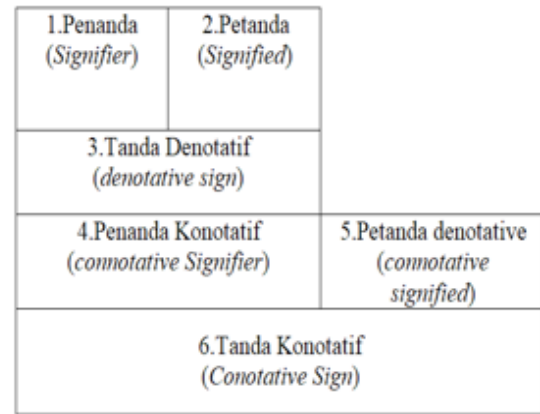 1.Penanda
(Signifier)
2.Petanda
(Signified)
3.Tanda Denotatif
(denotative sign)
4.Penanda Konotatif
(connotative Signifier)
5.Petanda denotative
(connotative
signified)
6.Tanda Konotatif
(Conotative Sign)